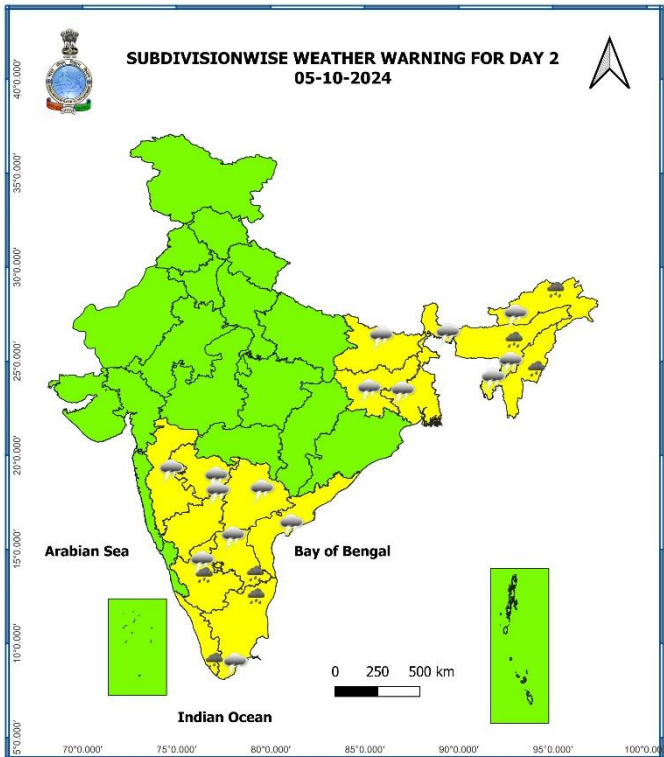 SUBDIVISIONWISE WEATHER WARNING FOR DAY 2
05-10-2024
40°0.000'
35°0.000'
30°0.000'
25°0.000'
20°0.000'
15°0.000'
10°0.000'
5°0.000'
Arabian Sea
Bay of Bengal
0 250 500 km
Indian Ocean
70°0.000' 75°0.000' 80°0.000' 85°0.000' 90°0.000' 95°0.000' 100°0.000'